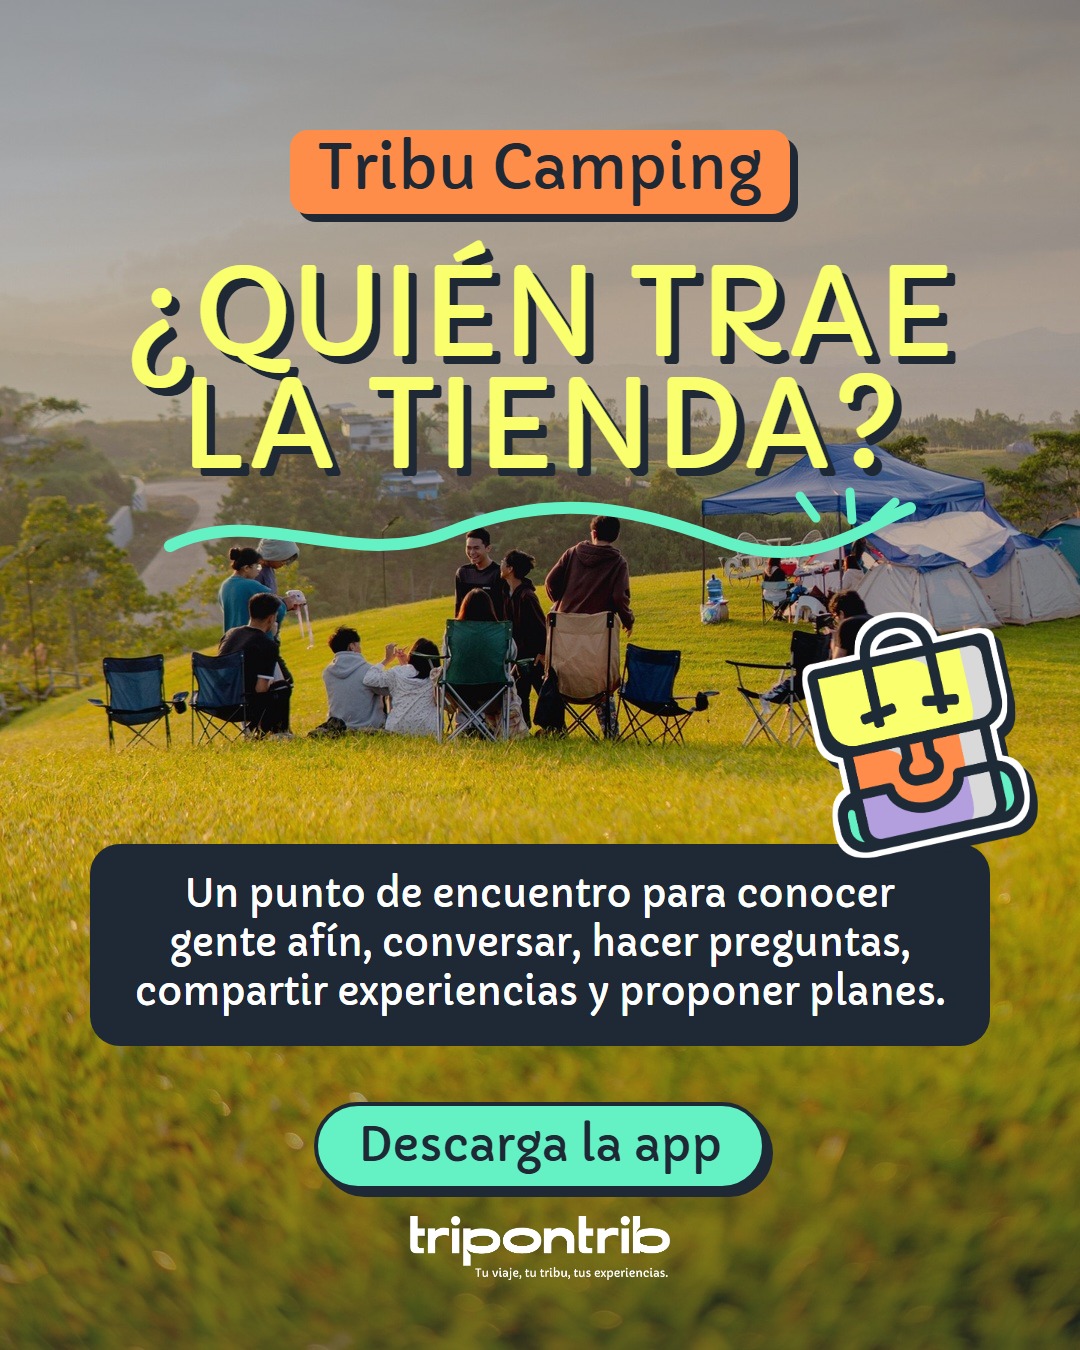 Tribu Camping
¿QUIÉN TRAE
LA TIENDA?
Un punto de encuentro para conocer
gente afín, conversar, hacer preguntas,
compartir experiencias y proponer planes.
Descarga la app
tripontrib
Tu viaje, tu tribu, tus experiencias.